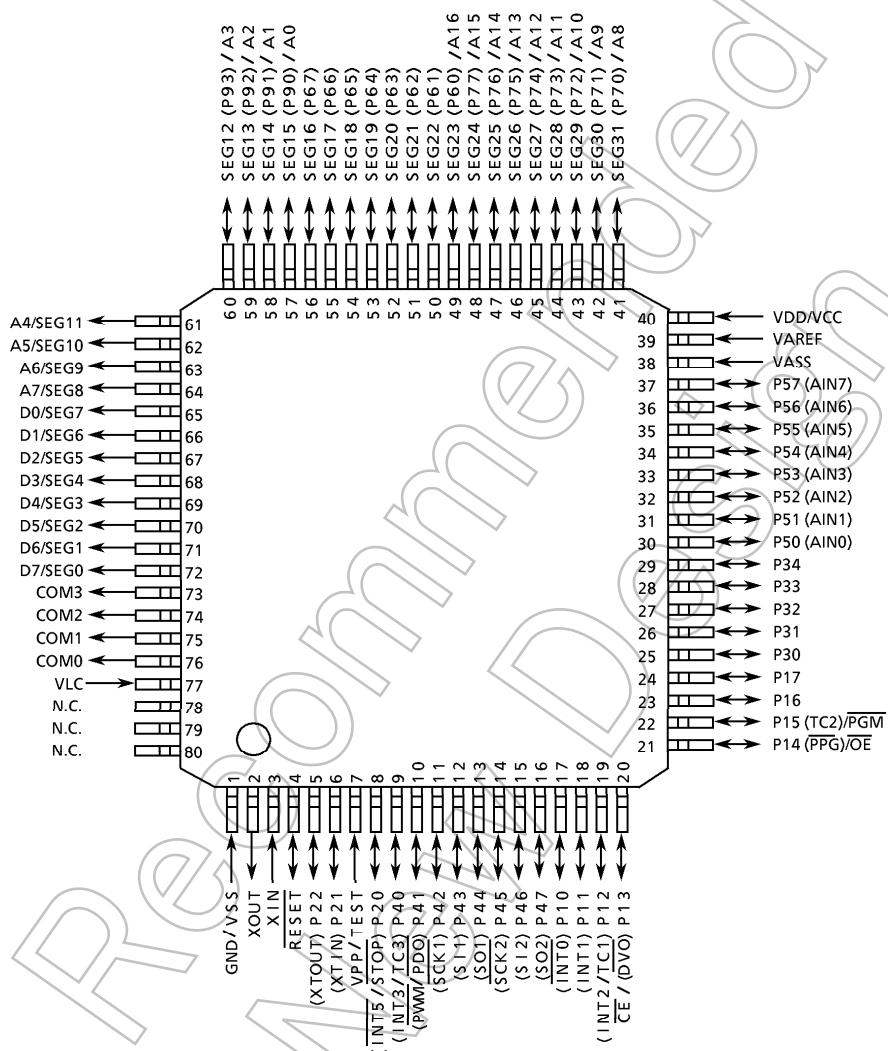 SEG12 (P93) / A3
SEG13 (P92) / A2
SEG14 (P91) / A1
SEG15 (P90) / A0
SEG16 (P67)
SEG17 (P66)
SEG18 (P65)
SEG19 (P64)
SEG20 (P63)
SEG21 (P62)
SEG22 (P61)
SEG23 (P60) /A16
SEG24 (P77) /A15
SEG25 (P76) /A14
SEG26 (P75) /A13
SEG27 (P74) /A12
SEG28 (P73) /A11
SEG29 (P72) /A10
SEG30 (P71) / A9
SEG31 (P70) / A8
60 59 58 57 56 55 54 53 52 51 50 49 48 47 46 45 44 43 42 41
A4/SEG11 61
A5/SEG10 62
A6/SEG9 63
A7/SEG8 64
D0/SEG7 65
D1/SEG6 66
D2/SEG5 67
D3/SEG4 68
D4/SEG3 69
D5/SEG2 70
D6/SEG1 71
D7/SEG0 72
COM3 73
COM2 74
COM1 75
COM0 76
VLC 77
N.C. 78
N.C. 79
N.C. 80
40 VDD/VCC
39 VAREF
38 VASS
37 P57 (AIN7)
36 P56 (AIN6)
35 P55 (AIN5)
34 P54 (AIN4)
33 P53 (AIN3)
32 P52 (AIN2)
31 P51 (AIN1)
30 P50 (AIN0)
29 P34
28 P33
27 P32
26 P31
25 P30
24 P17
23 P16
22 P15 (TC2)/PGM
21 P14 (PPG)/OE
1 2 3 4 5 6 7 8 9 10 11 12 13 14 15 16 17 18 19 20
GND/VSS
XOUT
XIN
RESET
(XTOUT) P22
(XTIN) P21
VPP/TEST
(INT5/STOP) P20
(INT3/TC3) P40
(PWM/PDO) P41
(SCK1) P42
(SI1) P43
(SO1) P44
(SCK2) P45
(SI2) P46
(SO2) P47
(INT0) P10
(INT1) P11
(INT2/TC1) P12
CE / (DVO) P13
Recommended
New Design